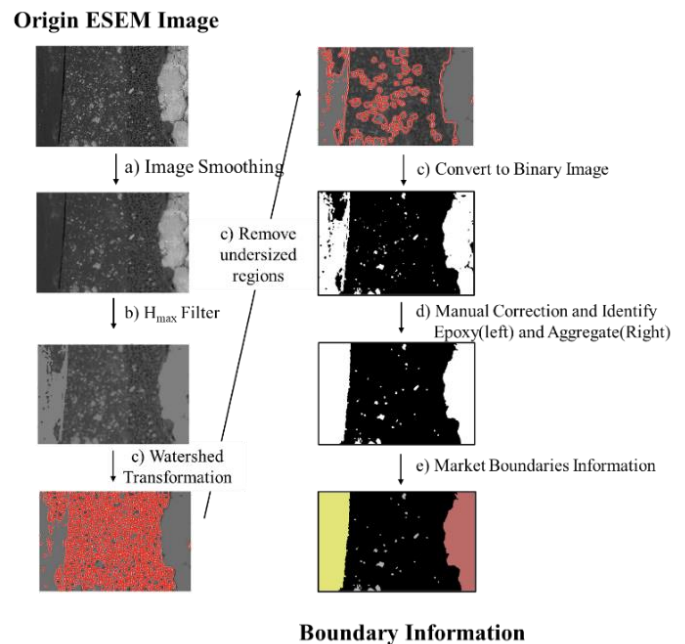 Origin ESEM Image
a) Image Smoothing
b) Hmax Filter
c) Watershed
Transformation
c) Remove
undersized
regions
c) Convert to Binary Image
d) Manual Correction and Identify
Epoxy(left) and Aggregate(Right)
e) Market Boundaries Information
Boundary Information